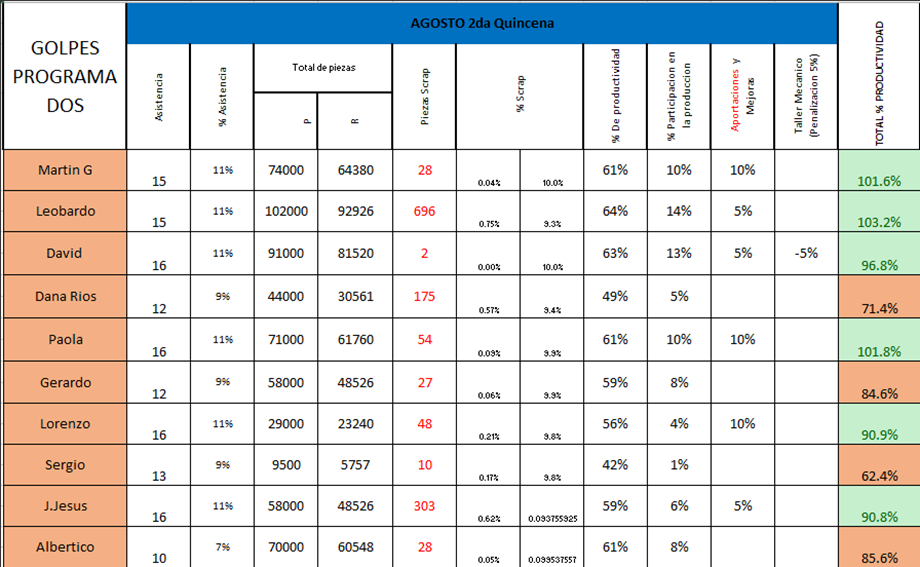 AGOSTO 2da Quincena
GOLPES
PROGRAMA
DOS
Asistencia
% Asistencia
Total de piezas
P
R
Piezas Scrap
% Scrap
% De productividad
% Participacion en
la produccion
Aportaciones y
Mejoras
Taller Mecanico
(Penalizacion 5%)
TOTAL % PRODUCTIVIDAD
Martin G 15 11% 74000 64380 28 0.04% 10.0% 61% 10% 10% 101.6%
Leobardo 15 11% 102000 92926 696 0.75% 9.3% 64% 14% 5% 103.2%
David 16 11% 91000 81520 2 0.00% 10.0% 63% 13% 5% -5% 96.8%
Dana Rios 12 9% 44000 30561 175 0.57% 9.4% 49% 5% 71.4%
Paola 16 11% 71000 61760 54 0.09% 9.9% 61% 10% 10% 101.8%
Gerardo 12 9% 58000 48526 27 0.06% 9.9% 59% 8% 84.6%
Lorenzo 16 11% 29000 23240 48 0.21% 9.8% 56% 4% 10% 90.9%
Sergio 13 9% 9500 5757 10 0.17% 9.8% 42% 1% 62.4%
J.Jesus 16 11% 58000 48526 303 0.62% 0.093755925 59% 6% 5% 90.8%
Albertico 10 7% 70000 60548 28 0.05% 0.099537557 61% 8% 85.6%